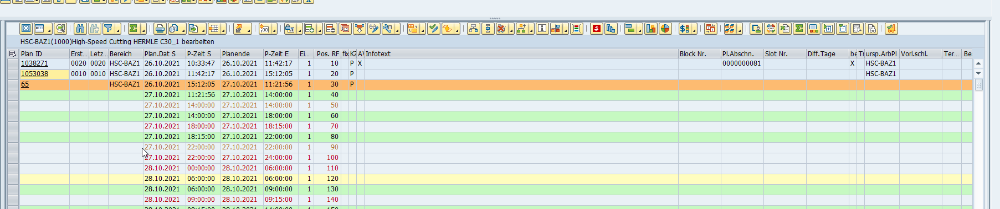 HSC-BAZ1(1000)High-Speed Cutting HERMLE C30_1 bearbeiten
Plan ID Erst... Letz... Bereich Plan.Dat S P-Zeit S Planende P-Zeit E Ei... Pos. RF fix KZ Infotext Block Nr. Pl.Abschn. Slot Nr. Diff.Tage be Tr ursp.ArbPl Vorl.schl. Ter... Be
1038271 0020 0020 HSC-BAZ1 26.10.2021 10:33:47 26.10.2021 11:42:17 1 10 P X 0000000081 X HSC-BAZ1
1053038 0010 0010 HSC-BAZ1 26.10.2021 11:42:17 26.10.2021 15:12:05 1 20 P HSC-BAZ1
65 HSC-BAZ1 26.10.2021 15:12:05 27.10.2021 11:21:56 1 30 P
27.10.2021 11:21:56 27.10.2021 14:00:00 1 40
27.10.2021 14:00:00 27.10.2021 14:00:00 1 50
27.10.2021 14:00:00 27.10.2021 18:00:00 1 60
27.10.2021 18:00:00 27.10.2021 18:15:00 1 70
27.10.2021 18:15:00 27.10.2021 22:00:00 1 80
27.10.2021 22:00:00 27.10.2021 22:00:00 1 90
27.10.2021 22:00:00 27.10.2021 24:00:00 1 100
28.10.2021 00:00:00 28.10.2021 06:00:00 1 110
28.10.2021 06:00:00 28.10.2021 06:00:00 1 120
28.10.2021 06:00:00 28.10.2021 09:00:00 1 130
28.10.2021 09:00:00 28.10.2021 09:15:00 1 140